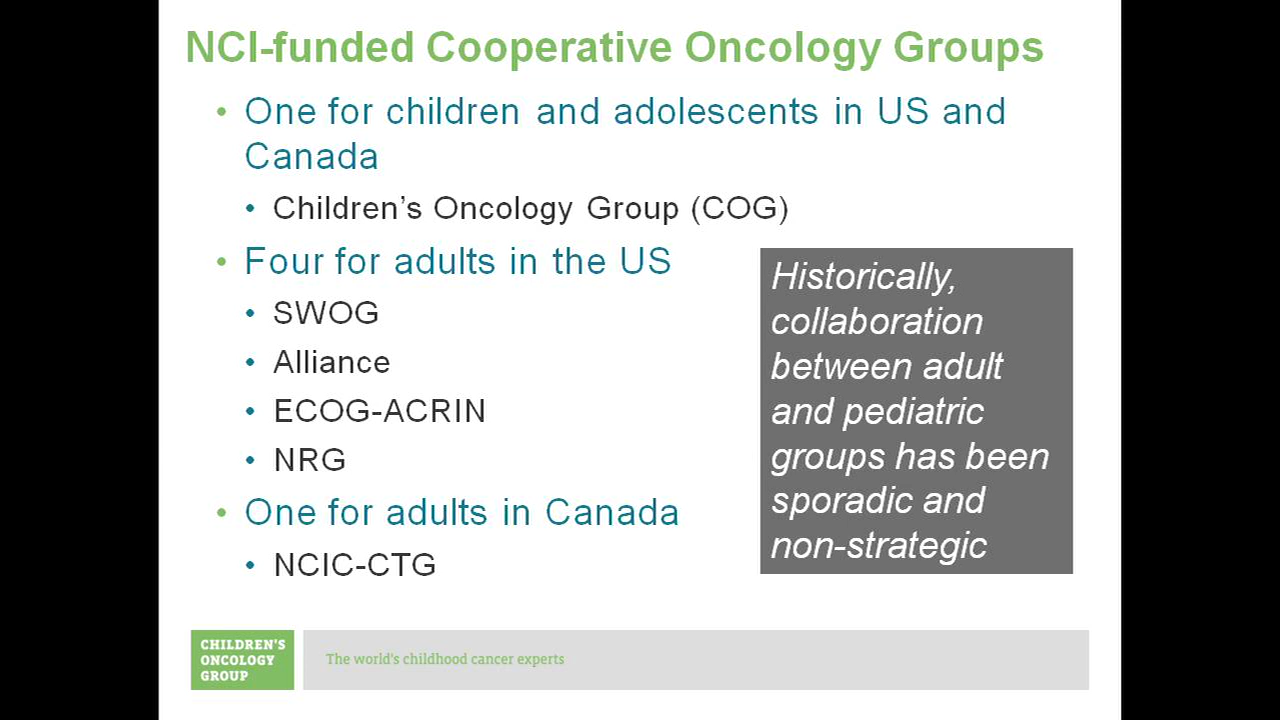 NCI-funded Cooperative Oncology Groups
• One for children and adolescents in US and
Canada
• Children's Oncology Group (COG)
• Four for adults in the US
• SWOG
• Alliance
• ECOG-ACRIN
• NRG
• One for adults in Canada
• NCIC-CTG
Historically,
collaboration
between adult
and pediatric
groups has been
sporadic and
non-strategic
CHILDREN'S
ONCOLOGY
GROUP
The world's childhood cancer experts